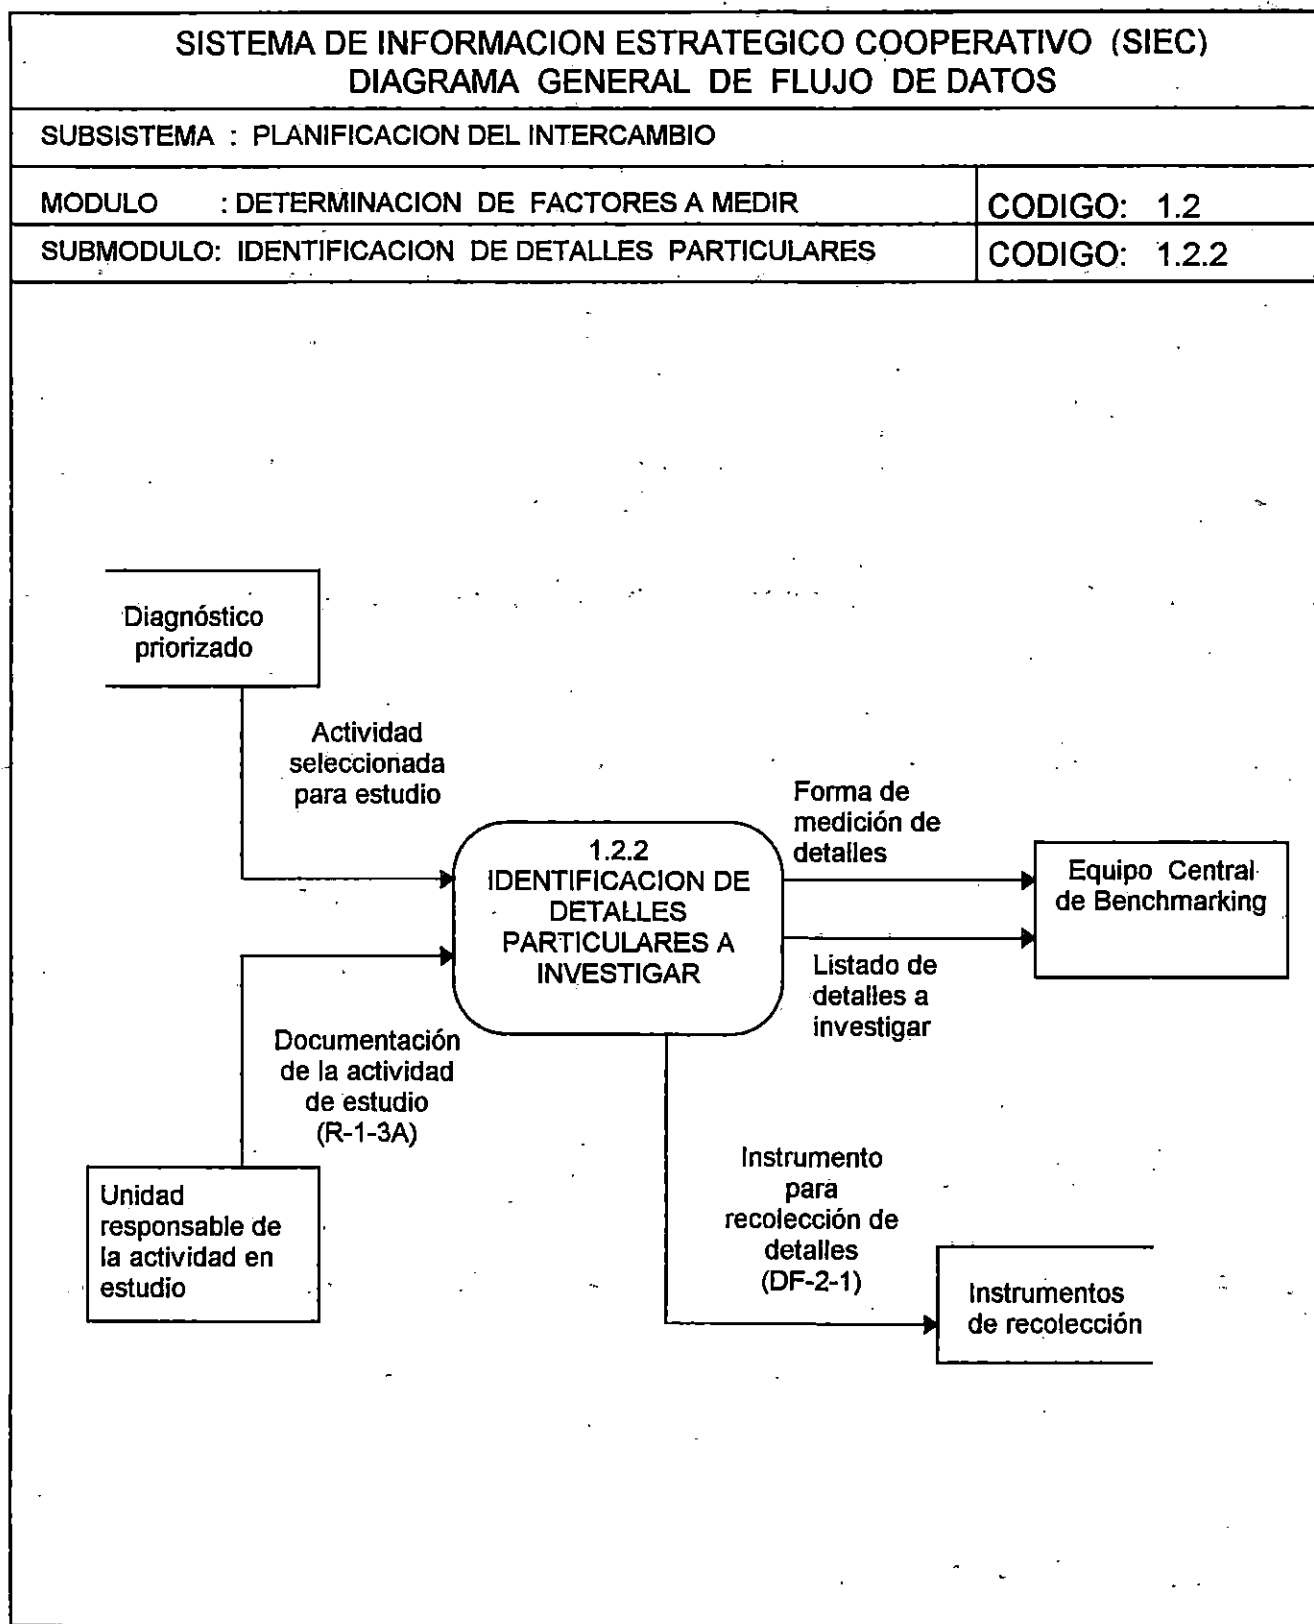 SISTEMA DE INFORMACION ESTRATEGICO COOPERATIVO (SIEC)
DIAGRAMA GENERAL DE FLUJO DE DATOS
SUBSISTEMA : PLANIFICACION DEL INTERCAMBIO
MODULO : DETERMINACION DE FACTORES A MEDIR
CODIGO: 1.2
SUBMODULO: IDENTIFICACION DE DETALLES PARTICULARES
CODIGO: 1.2.2
Diagnóstico
priorizado
Actividad
seleccionada
para estudio
Forma de
medición de
detalles
1.2.2
IDENTIFICACION DE
DETALLES
PARTICULARES A
INVESTIGAR
Equipo Central
de Benchmarking
Listado de
detalles a
investigar
Documentación
de la actividad
de estudio
(R-1-3A)
Unidad
responsable de
la actividad en
estudio
Instrumento
para
recolección de
detalles
(DF-2-1)
Instrumentos
de recolección